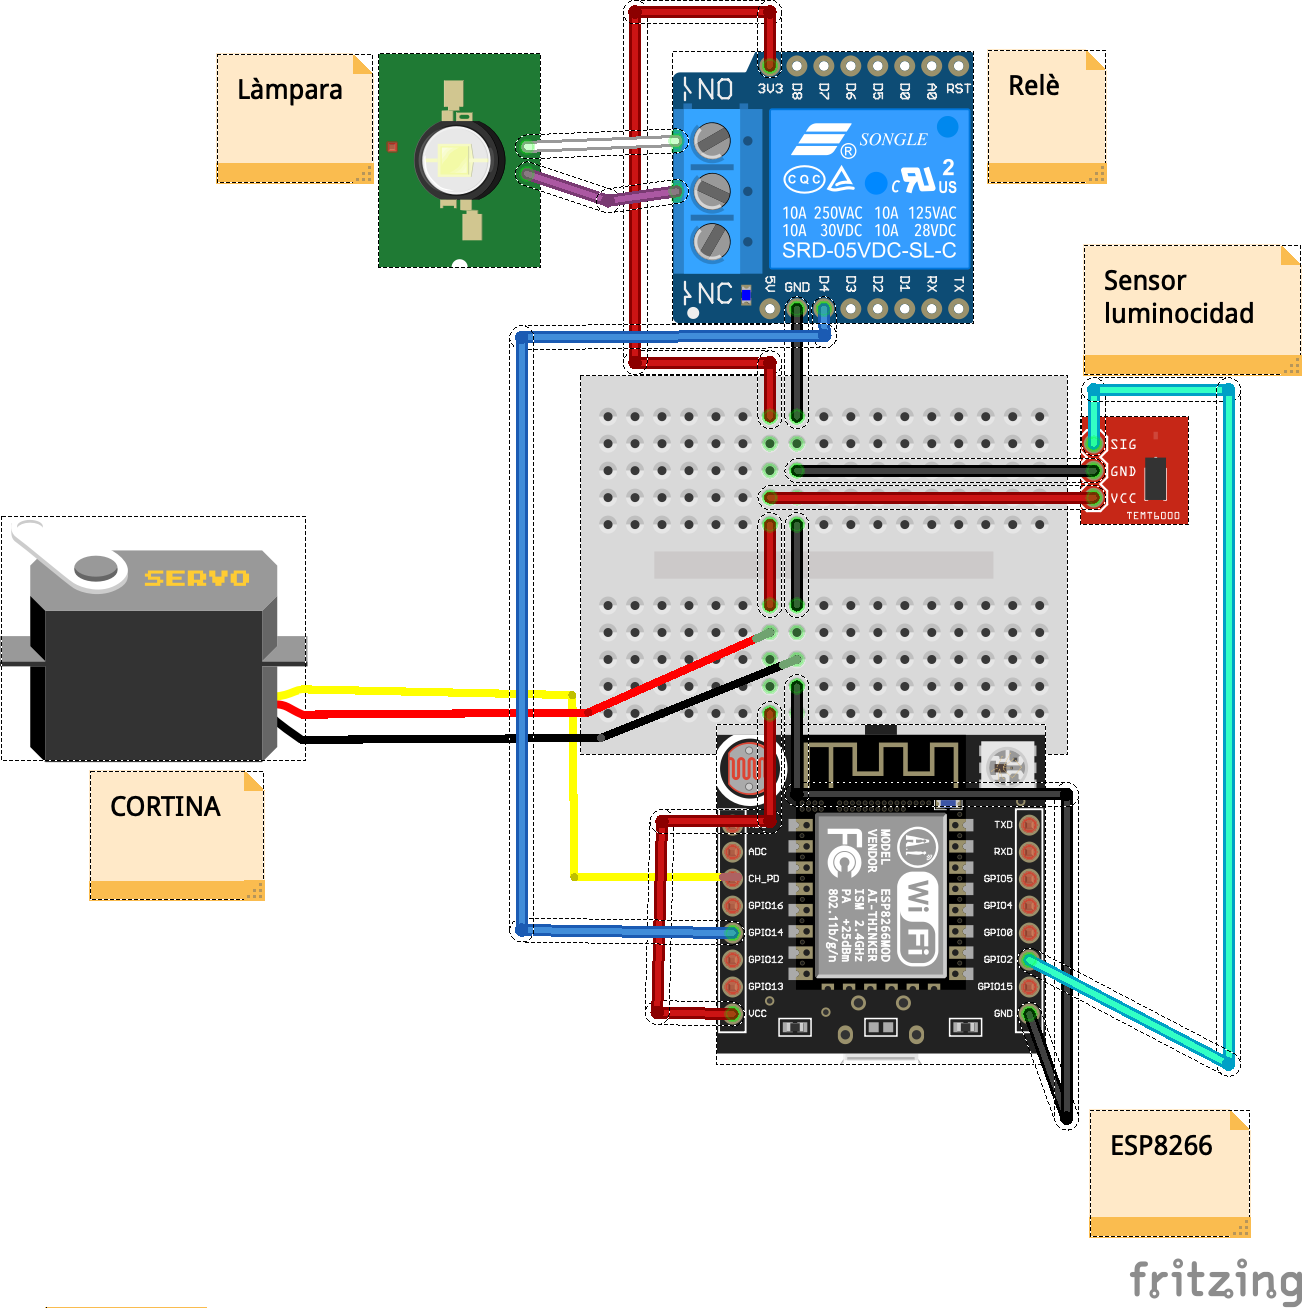 Làmpara
Relè
NO
3V3 D8 D7 D6 D5 D0 A0 RST
SONGLE
®
CQC
c US 2
10A 250VAC 10A 125VAC
10A 30VDC 10A 28VDC
SRD-05VDC-SL-C
5V GND D4 D3 D2 D1 RX TX
NC
Sensor
luminocidad
SIG
GND
VCC
TEMT6000
SERVO
CORTINA
ADC
CH_PD
GPIO16
GPIO14
GPIO12
GPIO13
VCC
MODEL ESP8266MOD
VENDOR AI-THINKER
ISM 2.4GHz
PA +25dBm
802.11b/g/n
FC
Ai
WiFi
TXD
RXD
GPIO5
GPIO4
GPIO0
GPIO2
GPIO15
GND
ESP8266
fritzing